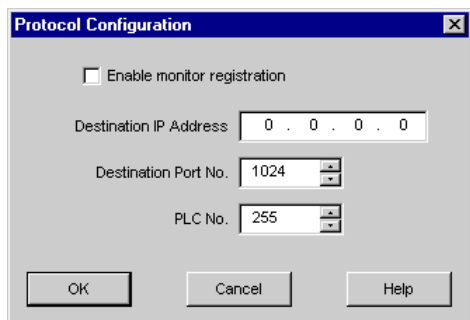 Protocol Configuration
Enable monitor registration
Destination IP Address 0 . 0 . 0 . 0
Destination Port No. 1024
PLC No. 255
OK Cancel Help